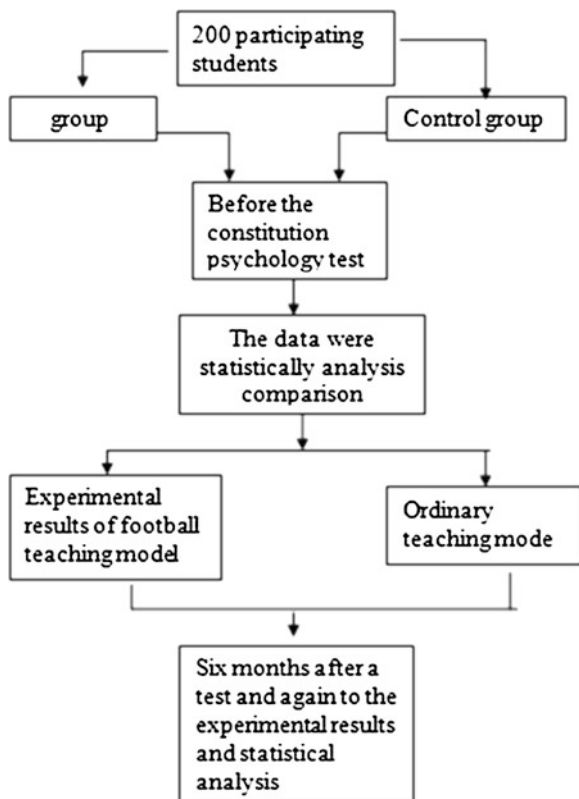 200 participating
students
group
Control group
Before the
constitution
psychology test
The data were
statistically analysis
comparison
Experimental
results of football
teaching model
Ordinary
teaching mode
Six months after a
test and again to the
experimental results
and statistical
analysis